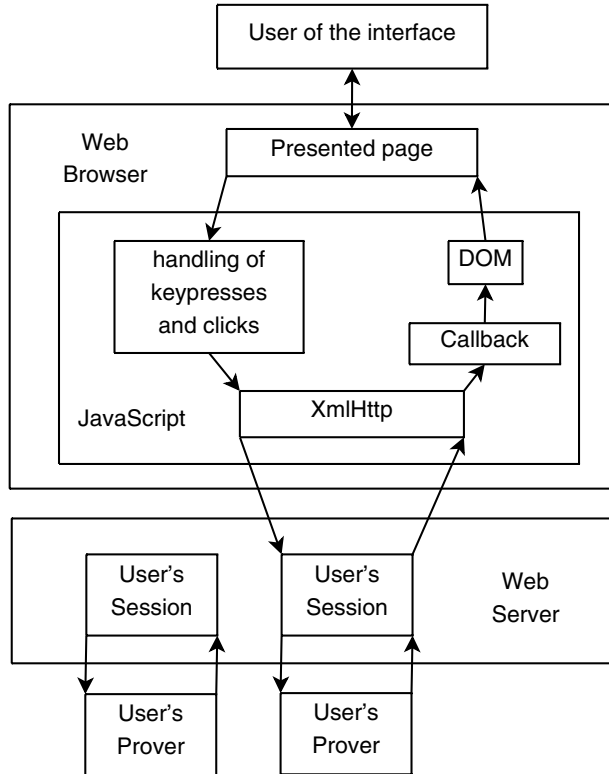 User of the interface
Presented page
Web
Browser
handling of
keypresses
and clicks
DOM
Callback
XmlHttp
JavaScript
User's
Session
User's
Session
Web
Server
User's
Prover
User's
Prover